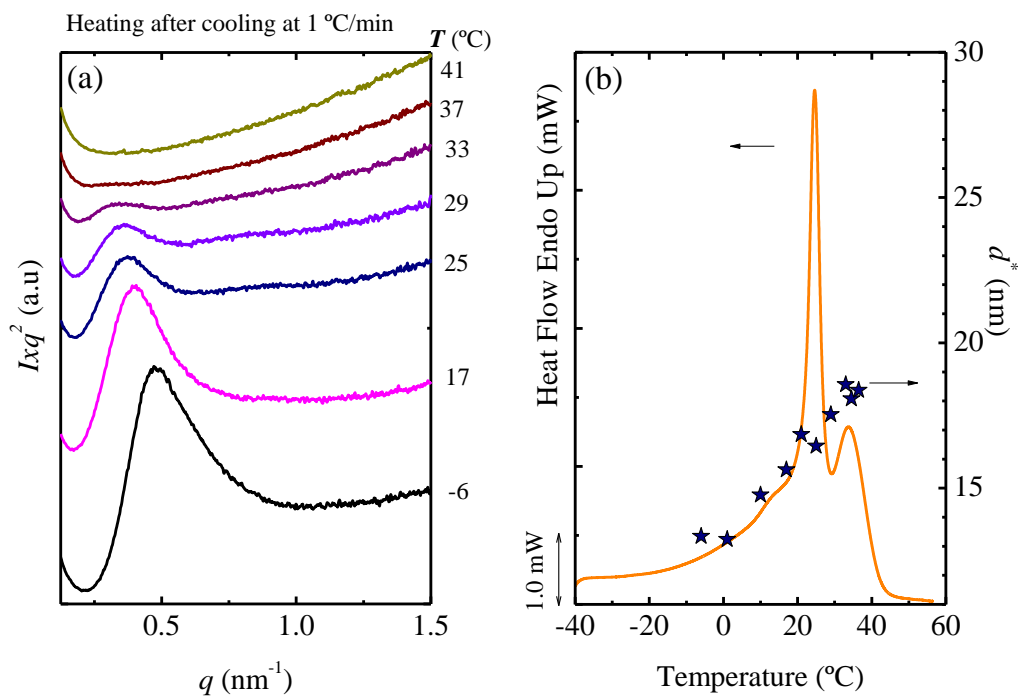 Heating after cooling at 1 ºC/min
T (ºC)
(a)
41
37
33
29
25
17
-6
Ixq² (a.u)
0.5
1.0
1.5
q (nm⁻¹)
(b)
Heat Flow Endo Up (mW)
1.0 mW
-40
-20
0
20
40
60
Temperature (ºC)
30
25
20
15
d* (nm)